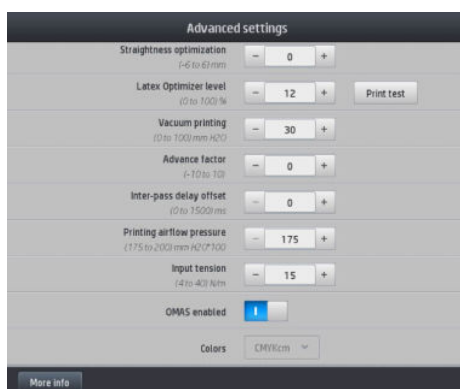 Advanced settings
Straightness optimization
(-6 to 6) mm
− 0 +
Latex Optimizer level
(0 to 100) %
− 12 + Print test
Vacuum printing
(0 to 100) mm H2O
− 30 +
Advance factor
(-10 to 10)
− 0 +
Inter-pass delay offset
(0 to 1500) ms
− 0 +
Printing airflow pressure
(175 to 200) mm H2O*100
− 175 +
Input tension
(4 to 40) N/m
− 15 +
OMAS enabled
I
Colors
CMYKcm
More info